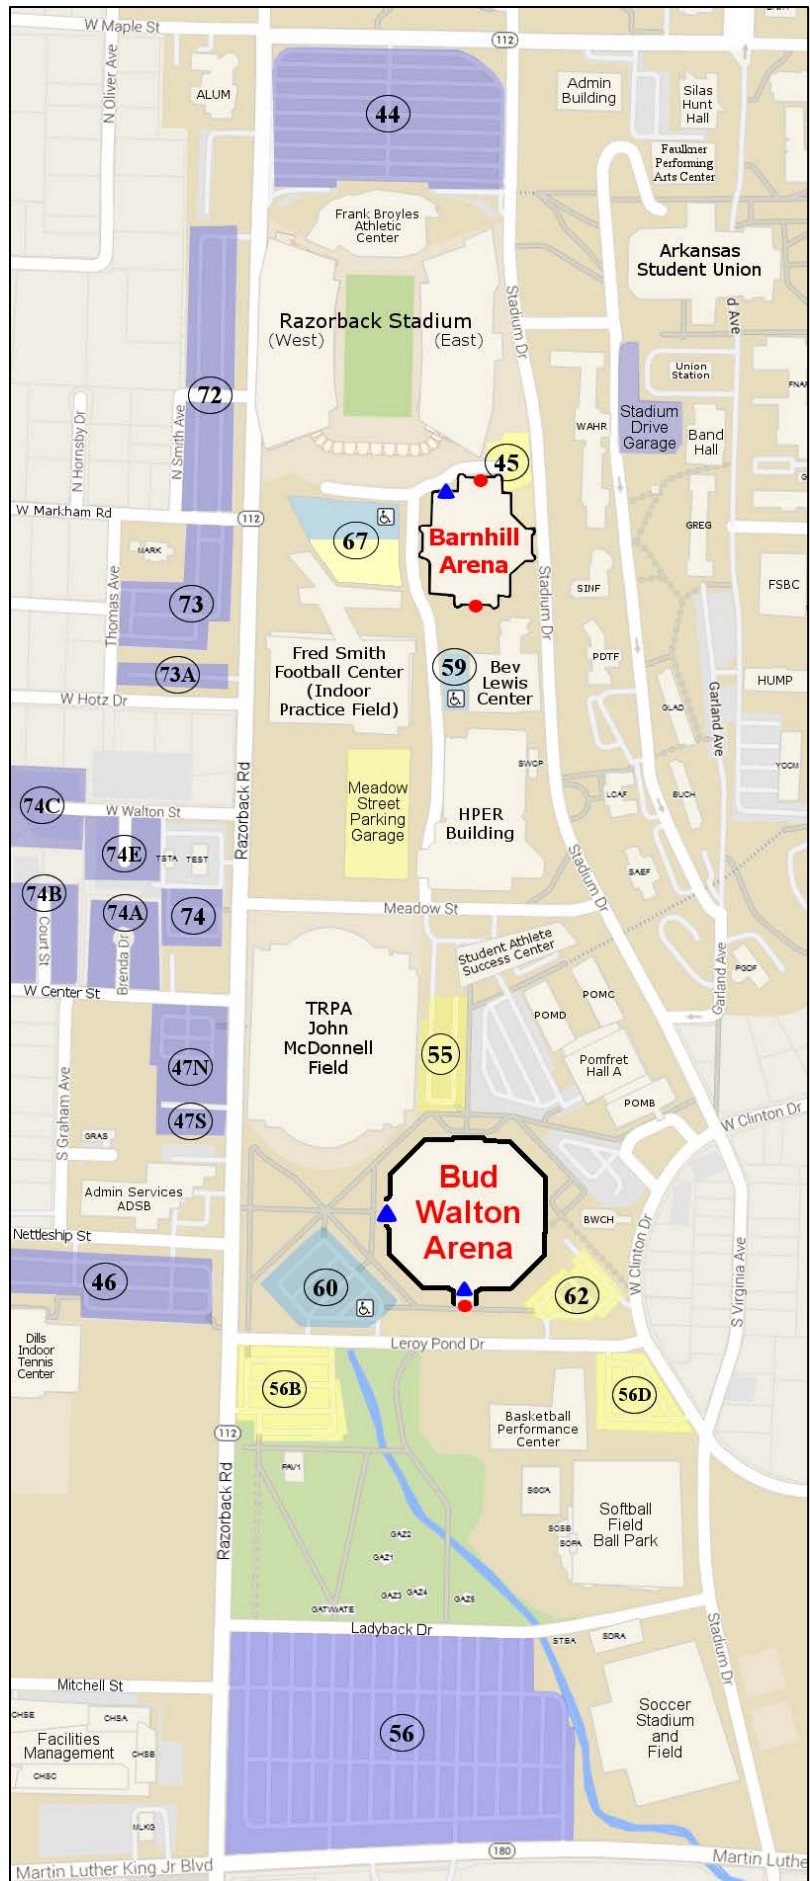 W Maple St
112
N Oliver Ave
ALUM
44
Admin
Building
Silas
Hunt
Hall
Faulkner
Performing
Arts Center
Frank Broyles
Athletic
Center
Arkansas
Student Union
d Ave
Razorback Stadium
(West)
(East)
Stadium Dr
Union
Station
72
N Hornsby Dr
N Smith Ave
WAHR
Stadium
Drive
Garage
Band
Hall
45
W Markham Rd
112
67
Barnhill
Arena
GREG
MARK
Thomas Ave
73
Stadium Dr
SINF
FSBC
73A
Fred Smith
Football Center
(Indoor
Practice Field)
59
Bev
Lewis
Center
PDTF
HUMP
W Hotz Dr
GLAD
Garland Ave
Razorback Rd
SWCP
YOCM
74C
W Walton St
Meadow
Street
Parking
Garage
HPER
Building
LCAF
BUCH
74E
TSTA
TEST
Stadium Dr
SAEF
74B
74A
74
Meadow St
Court St
Brenda Dr
Student Athlete
Success Center
Garland Ave
PGDF
W Center St
TRPA
John
McDonnell
Field
POMC
POMD
55
47N
Pomfret
Hall A
S Graham Ave
POMB
47S
W Clinton Dr
GRAS
Admin Services
ADSB
Bud
Walton
Arena
BWCH
Nettleship St
W Clinton Dr
S Virginia Ave
46
60
62
Leroy Pond Dr
Dills
Indoor
Tennis
Center
56B
56D
112
Basketball
Performance
Center
PAV1
Razorback Rd
Softball
Field
Ball Park
SOSB
SOPA
GAZ2
GAZ1
GAZ3
GAZ4
GAZ5
GATWGATE
Ladyback Dr
STBA
SDRA
Stadium Dr
Mitchell St
CHSE
CHSA
Facilities
Management
CHSB
CHSC
56
Soccer
Stadium
and
Field
MLKG
180
Martin Luther King Jr Blvd
Martin Luthe